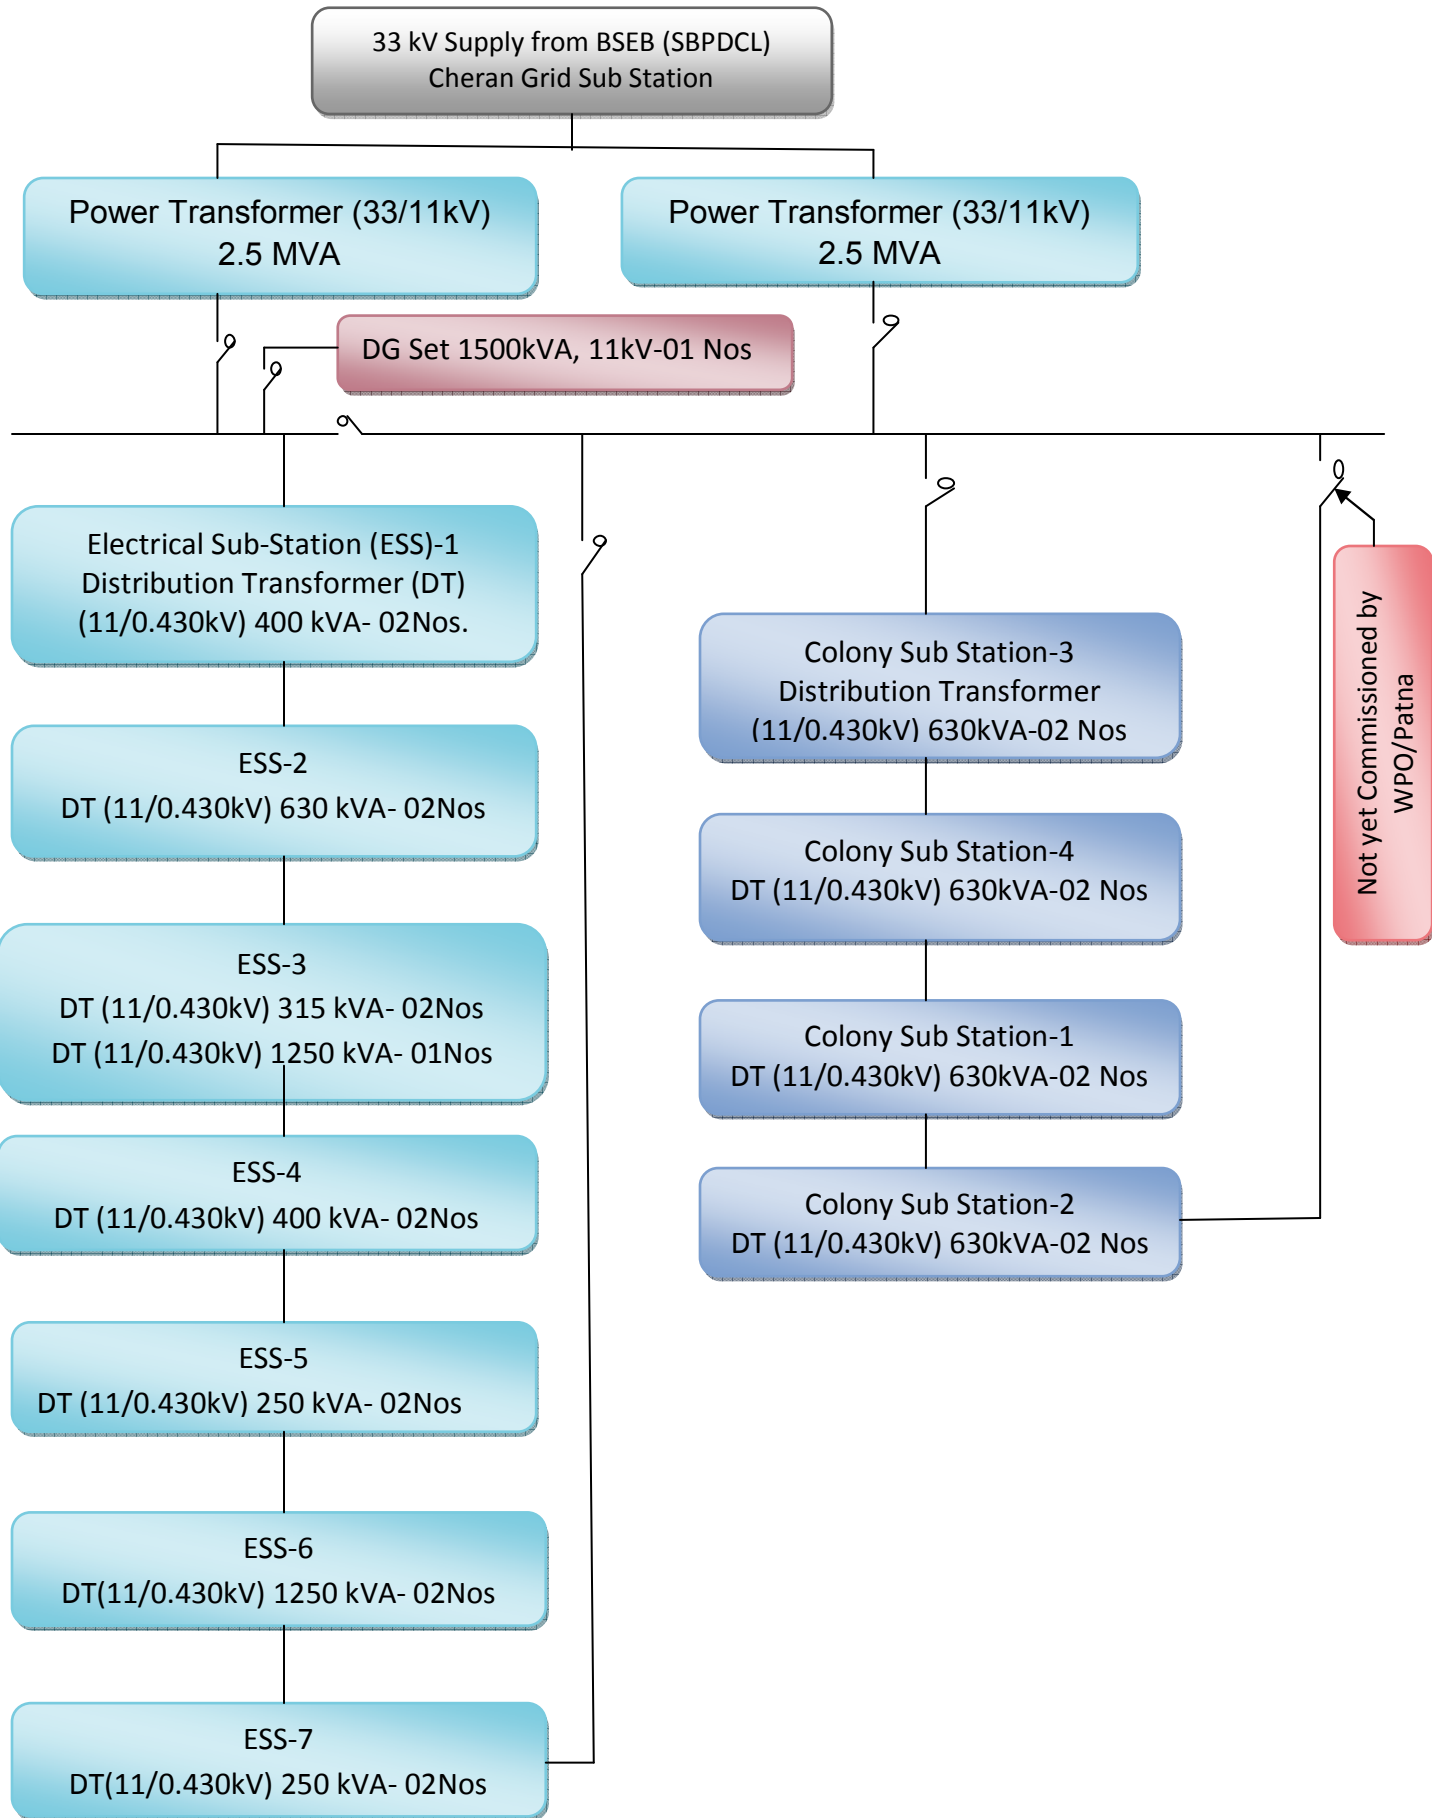 33 kV Supply from BSEB (SBPDCL)
Cheran Grid Sub Station
Power Transformer (33/11kV)
2.5 MVA
Power Transformer (33/11kV)
2.5 MVA
DG Set 1500kVA, 11kV-01 Nos
Electrical Sub-Station (ESS)-1
Distribution Transformer (DT)
(11/0.430kV) 400 kVA- 02Nos.
ESS-2
DT (11/0.430kV) 630 kVA- 02Nos
ESS-3
DT (11/0.430kV) 315 kVA- 02Nos
DT (11/0.430kV) 1250 kVA- 01Nos
ESS-4
DT (11/0.430kV) 400 kVA- 02Nos
ESS-5
DT (11/0.430kV) 250 kVA- 02Nos
ESS-6
DT(11/0.430kV) 1250 kVA- 02Nos
ESS-7
DT(11/0.430kV) 250 kVA- 02Nos
Colony Sub Station-3
Distribution Transformer
(11/0.430kV) 630kVA-02 Nos
Colony Sub Station-4
DT (11/0.430kV) 630kVA-02 Nos
Colony Sub Station-1
DT (11/0.430kV) 630kVA-02 Nos
Colony Sub Station-2
DT (11/0.430kV) 630kVA-02 Nos
Not yet Commissioned by
WPO/Patna